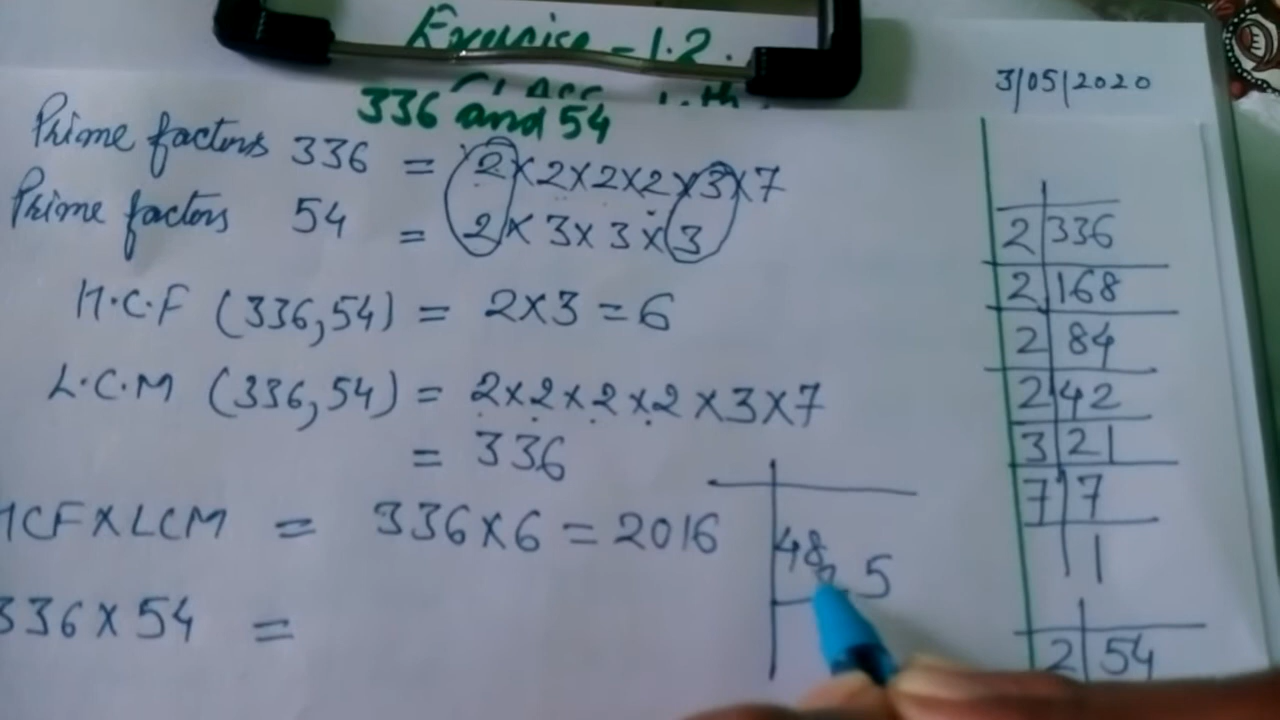 Exercise - 1.2.
336 and 54
3/05/2020
Prime factors 336 = 2×2×2×2×3×7
Prime factors 54 = 2×3×3×3
H.C.F (336,54) = 2×3 = 6
L.C.M (336,54) = 2×2×2×2×3×7
= 336
HCF×LCM = 336×6 = 2016
336×54 =
48 5
2 336
2 168
2 84
2 42
3 21
7 7
1
2 54